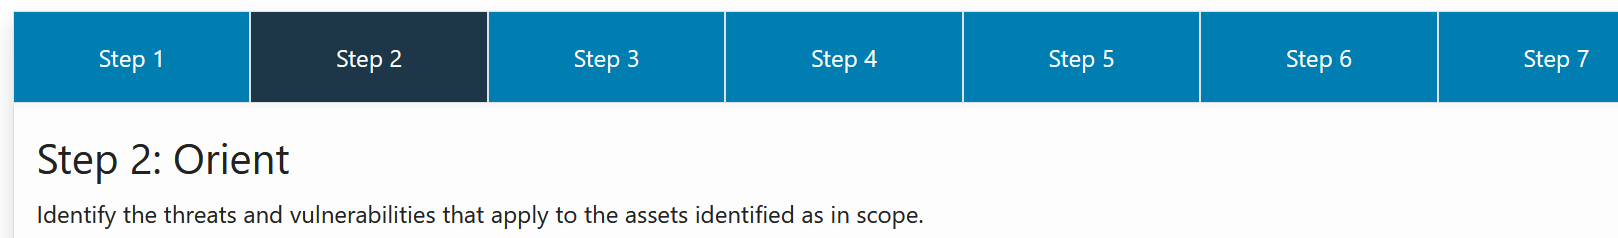 Step 1 Step 2 Step 3 Step 4 Step 5 Step 6 Step 7
Step 2: Orient
Identify the threats and vulnerabilities that apply to the assets identified as in scope.